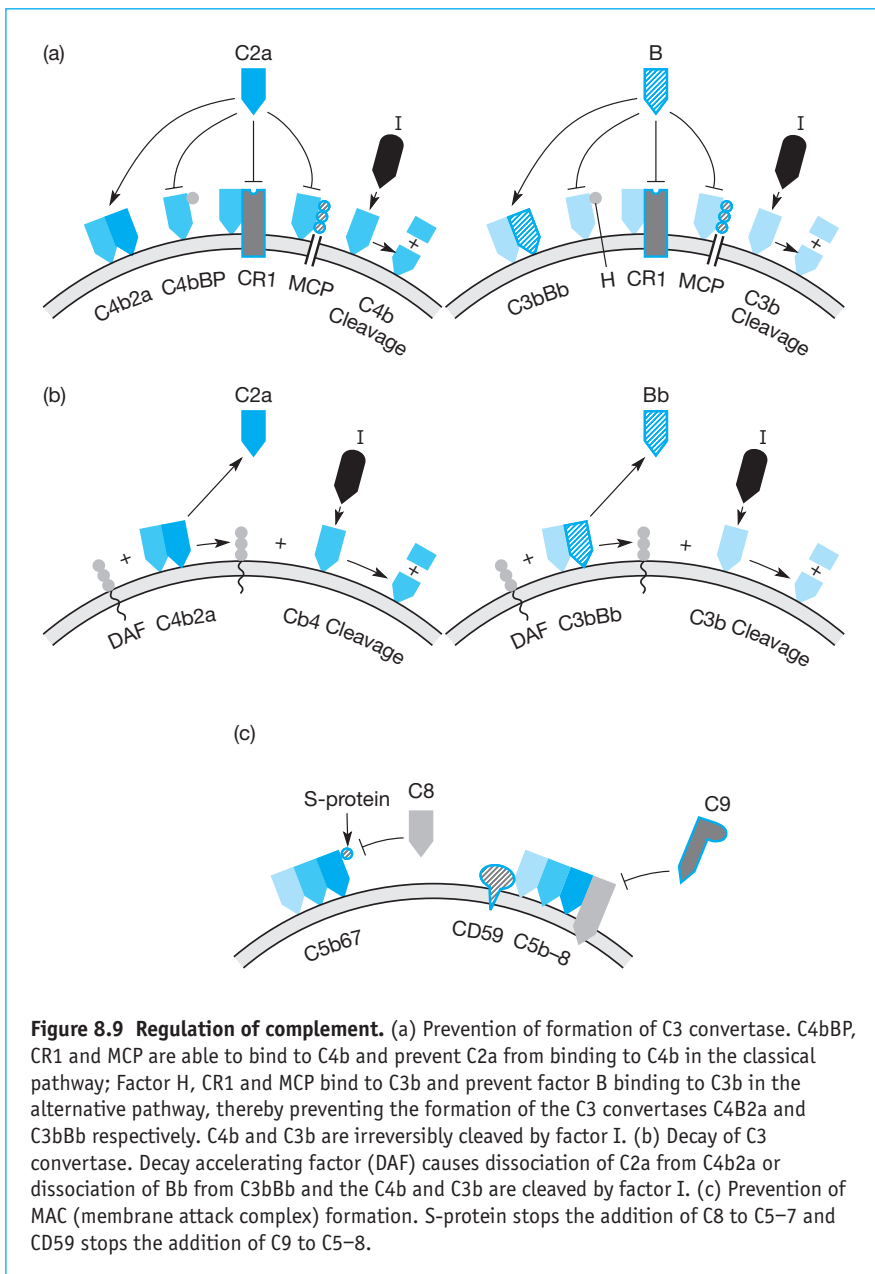 (a)
C2a
I
C4b2a
C4bBP
CR1
MCP
C4b
Cleavage
+
B
I
C3bBb
H
CR1
MCP
C3b
Cleavage
+
(b)
C2a
I
+
+
+
DAF
C4b2a
Cb4 Cleavage
Bb
I
+
+
+
DAF
C3bBb
C3b Cleavage
(c)
S-protein
C8
C9
C5b67
CD59
C5b–8
Figure 8.9 Regulation of complement. (a) Prevention of formation of C3 convertase. C4bBP,
CR1 and MCP are able to bind to C4b and prevent C2a from binding to C4b in the classical
pathway; Factor H, CR1 and MCP bind to C3b and prevent factor B binding to C3b in the
alternative pathway, thereby preventing the formation of the C3 convertases C4B2a and
C3bBb respectively. C4b and C3b are irreversibly cleaved by factor I. (b) Decay of C3
convertase. Decay accelerating factor (DAF) causes dissociation of C2a from C4b2a or
dissociation of Bb from C3bBb and the C4b and C3b are cleaved by factor I. (c) Prevention of
MAC (membrane attack complex) formation. S-protein stops the addition of C8 to C5–7 and
CD59 stops the addition of C9 to C5–8.